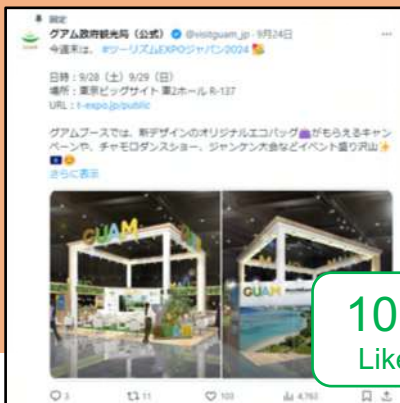 固定
グアム政府観光局（公式） @visitguam_jp · 9月24日
今週末は、 #ツーリズムEXPOジャパン2024
日時：9/28（土）9/29（日）
場所：東京ビッグサイト 東2ホール R-137
URL：t-expo.jp/public
グアムブースでは、新デザインのオリジナルエコバッグ👜がもらえるキャン
ペーンや、チャモロダンスショー、ジャンケン大会などイベント盛り沢山✨
🇬🇺😊
さらに表示
GUAM
GUAM
10
Like
3 11 103 4,763